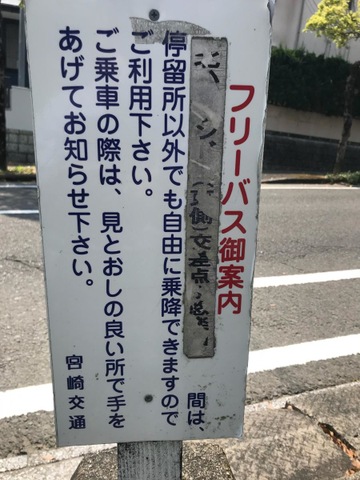 フリーバス御案内
交差点
間は、
停留所以外でも自由に乗降できますので
ご利用下さい。
ご乗車の際は、見とおしの良い所で手を
あげてお知らせ下さい。
宮崎交通